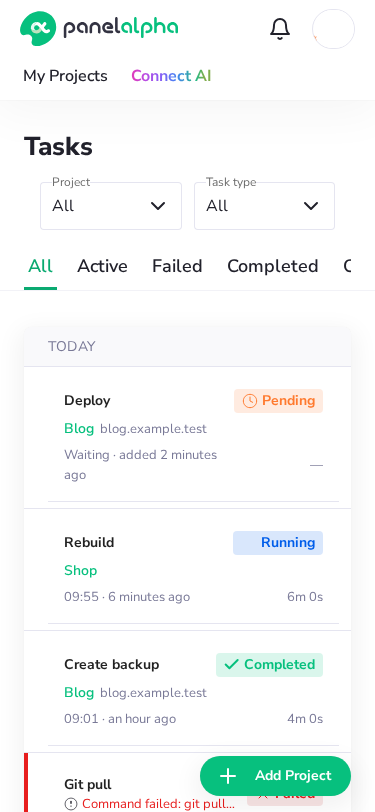 panelalpha
My Projects Connect AI
Tasks
Project Task type
All All
All Active Failed Completed
TODAY
Deploy Pending
Blog blog.example.test
Waiting · added 2 minutes
ago —
Rebuild Running
Shop
09:55 · 6 minutes ago 6m 0s
Create backup Completed
Blog blog.example.test
09:01 · an hour ago 4m 0s
Git pull
Command failed: git pull...
Add Project